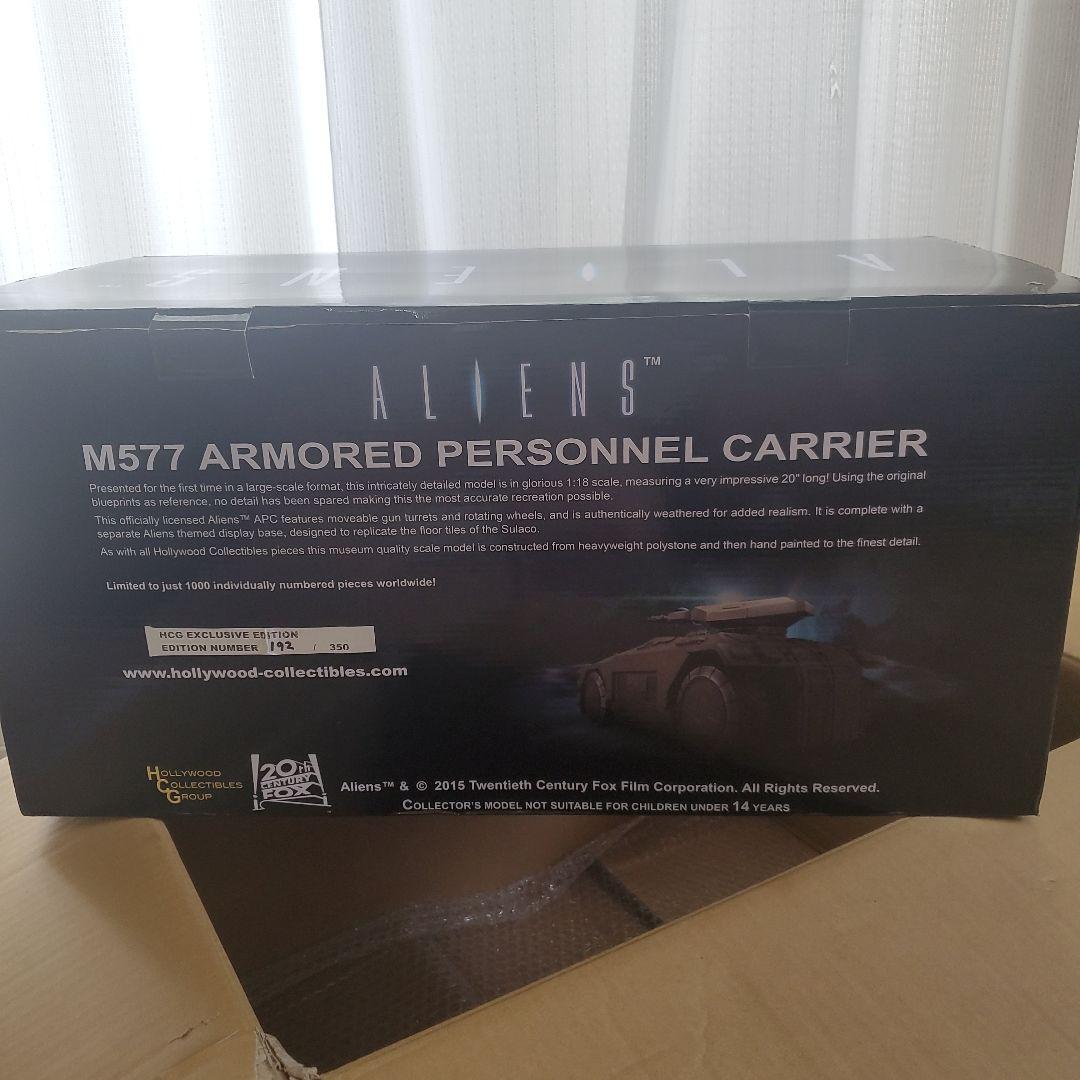 ALIENS
ALIENS™
M577 ARMORED PERSONNEL CARRIER
Presented for the first time in a large-scale format, this intricately detailed model is in glorious 1:18 scale, measuring a very impressive 20" long! Using the original
blueprints as reference, no detail has been spared making this the most accurate recreation possible.
This officially licensed Aliens™ APC features moveable gun turrets and rotating wheels, and is authentically weathered for added realism. It is complete with a
separate Aliens themed display base, designed to replicate the floor tiles of the Sulaco.
As with all Hollywood Collectibles pieces this museum quality scale model is constructed from heavyweight polystone and then hand painted to the finest detail.
Limited to just 1000 individually numbered pieces worldwide!
HCG EXCLUSIVE EDITION
EDITION NUMBER 192 / 350
www.hollywood-collectibles.com
HOLLYWOOD
COLLECTIBLES
GROUP
20th
CENTURY
FOX
Aliens™ & © 2015 Twentieth Century Fox Film Corporation. All Rights Reserved.
COLLECTOR'S MODEL NOT SUITABLE FOR CHILDREN UNDER 14 YEARS